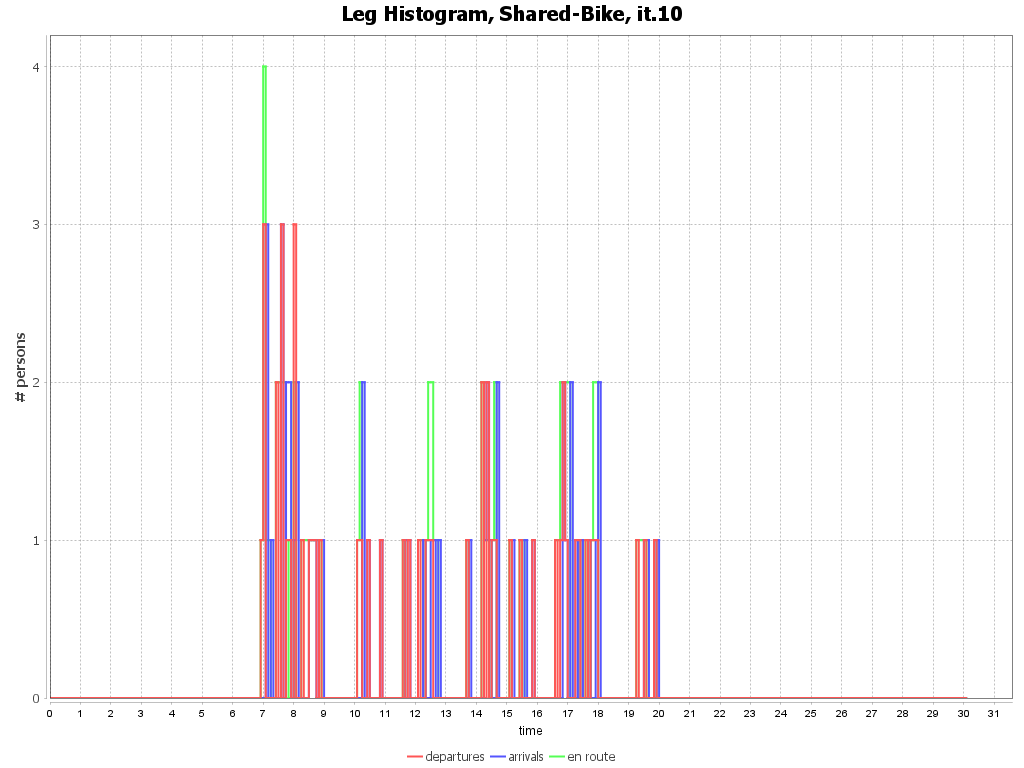 Leg Histogram, Shared-Bike, it.10
4
3
2
1
0
# persons
0 1 2 3 4 5 6 7 8 9 10 11 12 13 14 15 16 17 18 19 20 21 22 23 24 25 26 27 28 29 30 31
time
departures arrivals en route